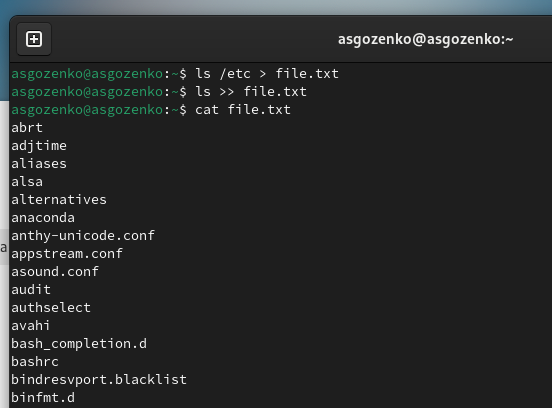 asgozenko@asgozenko:~
asgozenko@asgozenko:~$ ls /etc > file.txt
asgozenko@asgozenko:~$ ls >> file.txt
asgozenko@asgozenko:~$ cat file.txt
abrt
adjtime
aliases
alsa
alternatives
anaconda
anthy-unicode.conf
appstream.conf
asound.conf
a
audit
authselect
avahi
bash_completion.d
bashrc
bindresvport.blacklist
binfmt.d